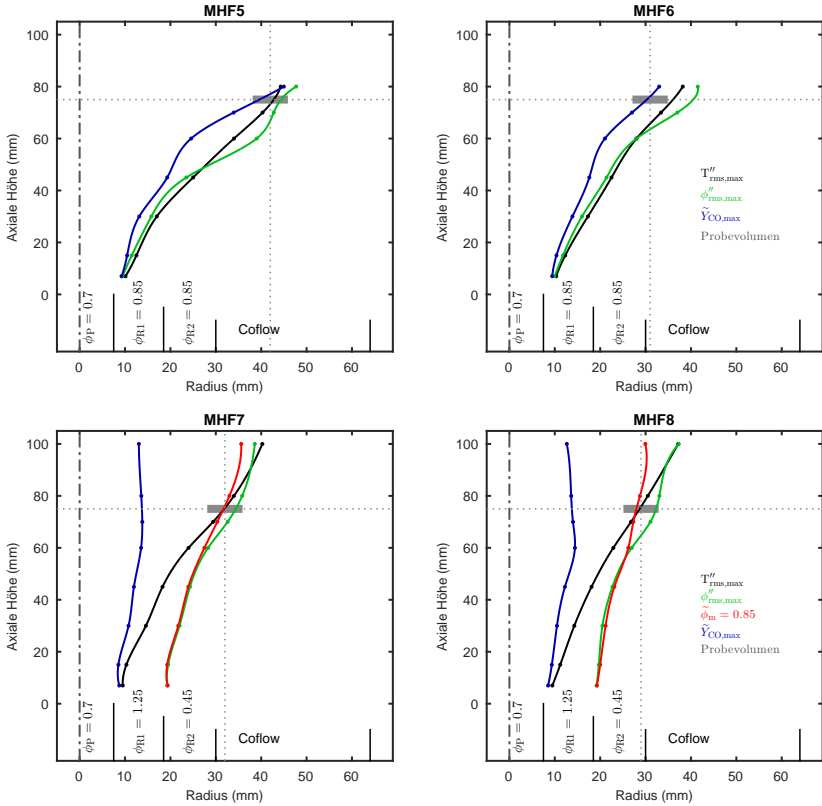 MHF5
100
80
60
40
20
0
Axiale Höhe (mm)
ϕP = 0.7
ϕR1 = 0.85
ϕR2 = 0.85
Coflow
0 10 20 30 40 50 60
Radius (mm)
MHF6
100
80
60
40
20
0
Axiale Höhe (mm)
T″rms,max
ϕ″rms,max
ỸCO,max
Probevolumen
ϕP = 0.7
ϕR1 = 0.85
ϕR2 = 0.85
Coflow
0 10 20 30 40 50 60
Radius (mm)
MHF7
100
80
60
40
20
0
Axiale Höhe (mm)
ϕP = 0.7
ϕR1 = 1.25
ϕR2 = 0.45
Coflow
0 10 20 30 40 50 60
Radius (mm)
MHF8
100
80
60
40
20
0
Axiale Höhe (mm)
T″rms,max
ϕ″rms,max
ϕ̃m = 0.85
ỸCO,max
Probevolumen
ϕP = 0.7
ϕR1 = 1.25
ϕR2 = 0.45
Coflow
0 10 20 30 40 50 60
Radius (mm)